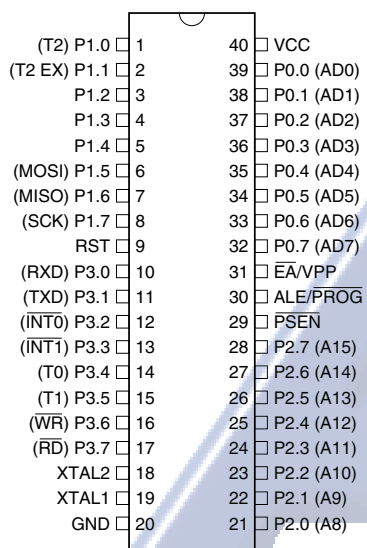 (T2) P1.0 1 40 VCC
(T2 EX) P1.1 2 39 P0.0 (AD0)
P1.2 3 38 P0.1 (AD1)
P1.3 4 37 P0.2 (AD2)
P1.4 5 36 P0.3 (AD3)
(MOSI) P1.5 6 35 P0.4 (AD4)
(MISO) P1.6 7 34 P0.5 (AD5)
(SCK) P1.7 8 33 P0.6 (AD6)
RST 9 32 P0.7 (AD7)
(RXD) P3.0 10 31 E̅A̅/VPP
(TXD) P3.1 11 30 ALE/P̅R̅O̅G̅
(I̅N̅T̅0̅) P3.2 12 29 P̅S̅E̅N̅
(I̅N̅T̅1̅) P3.3 13 28 P2.7 (A15)
(T0) P3.4 14 27 P2.6 (A14)
(T1) P3.5 15 26 P2.5 (A13)
(W̅R̅) P3.6 16 25 P2.4 (A12)
(R̅D̅) P3.7 17 24 P2.3 (A11)
XTAL2 18 23 P2.2 (A10)
XTAL1 19 22 P2.1 (A9)
GND 20 21 P2.0 (A8)